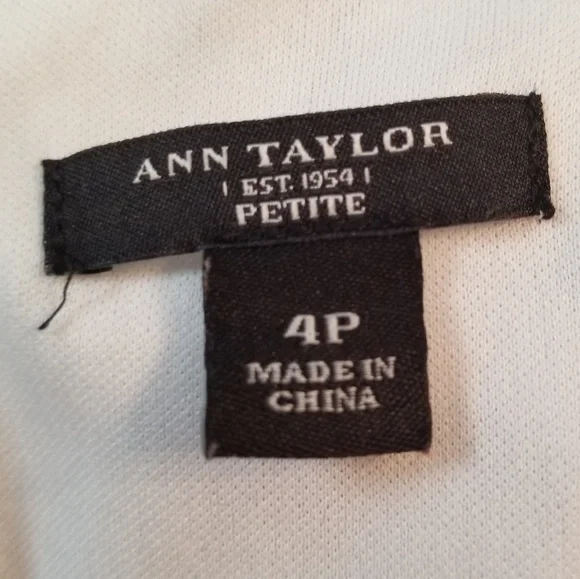 ANN TAYLOR
| EST. 1954 |
PETITE
4P
MADE IN
CHINA